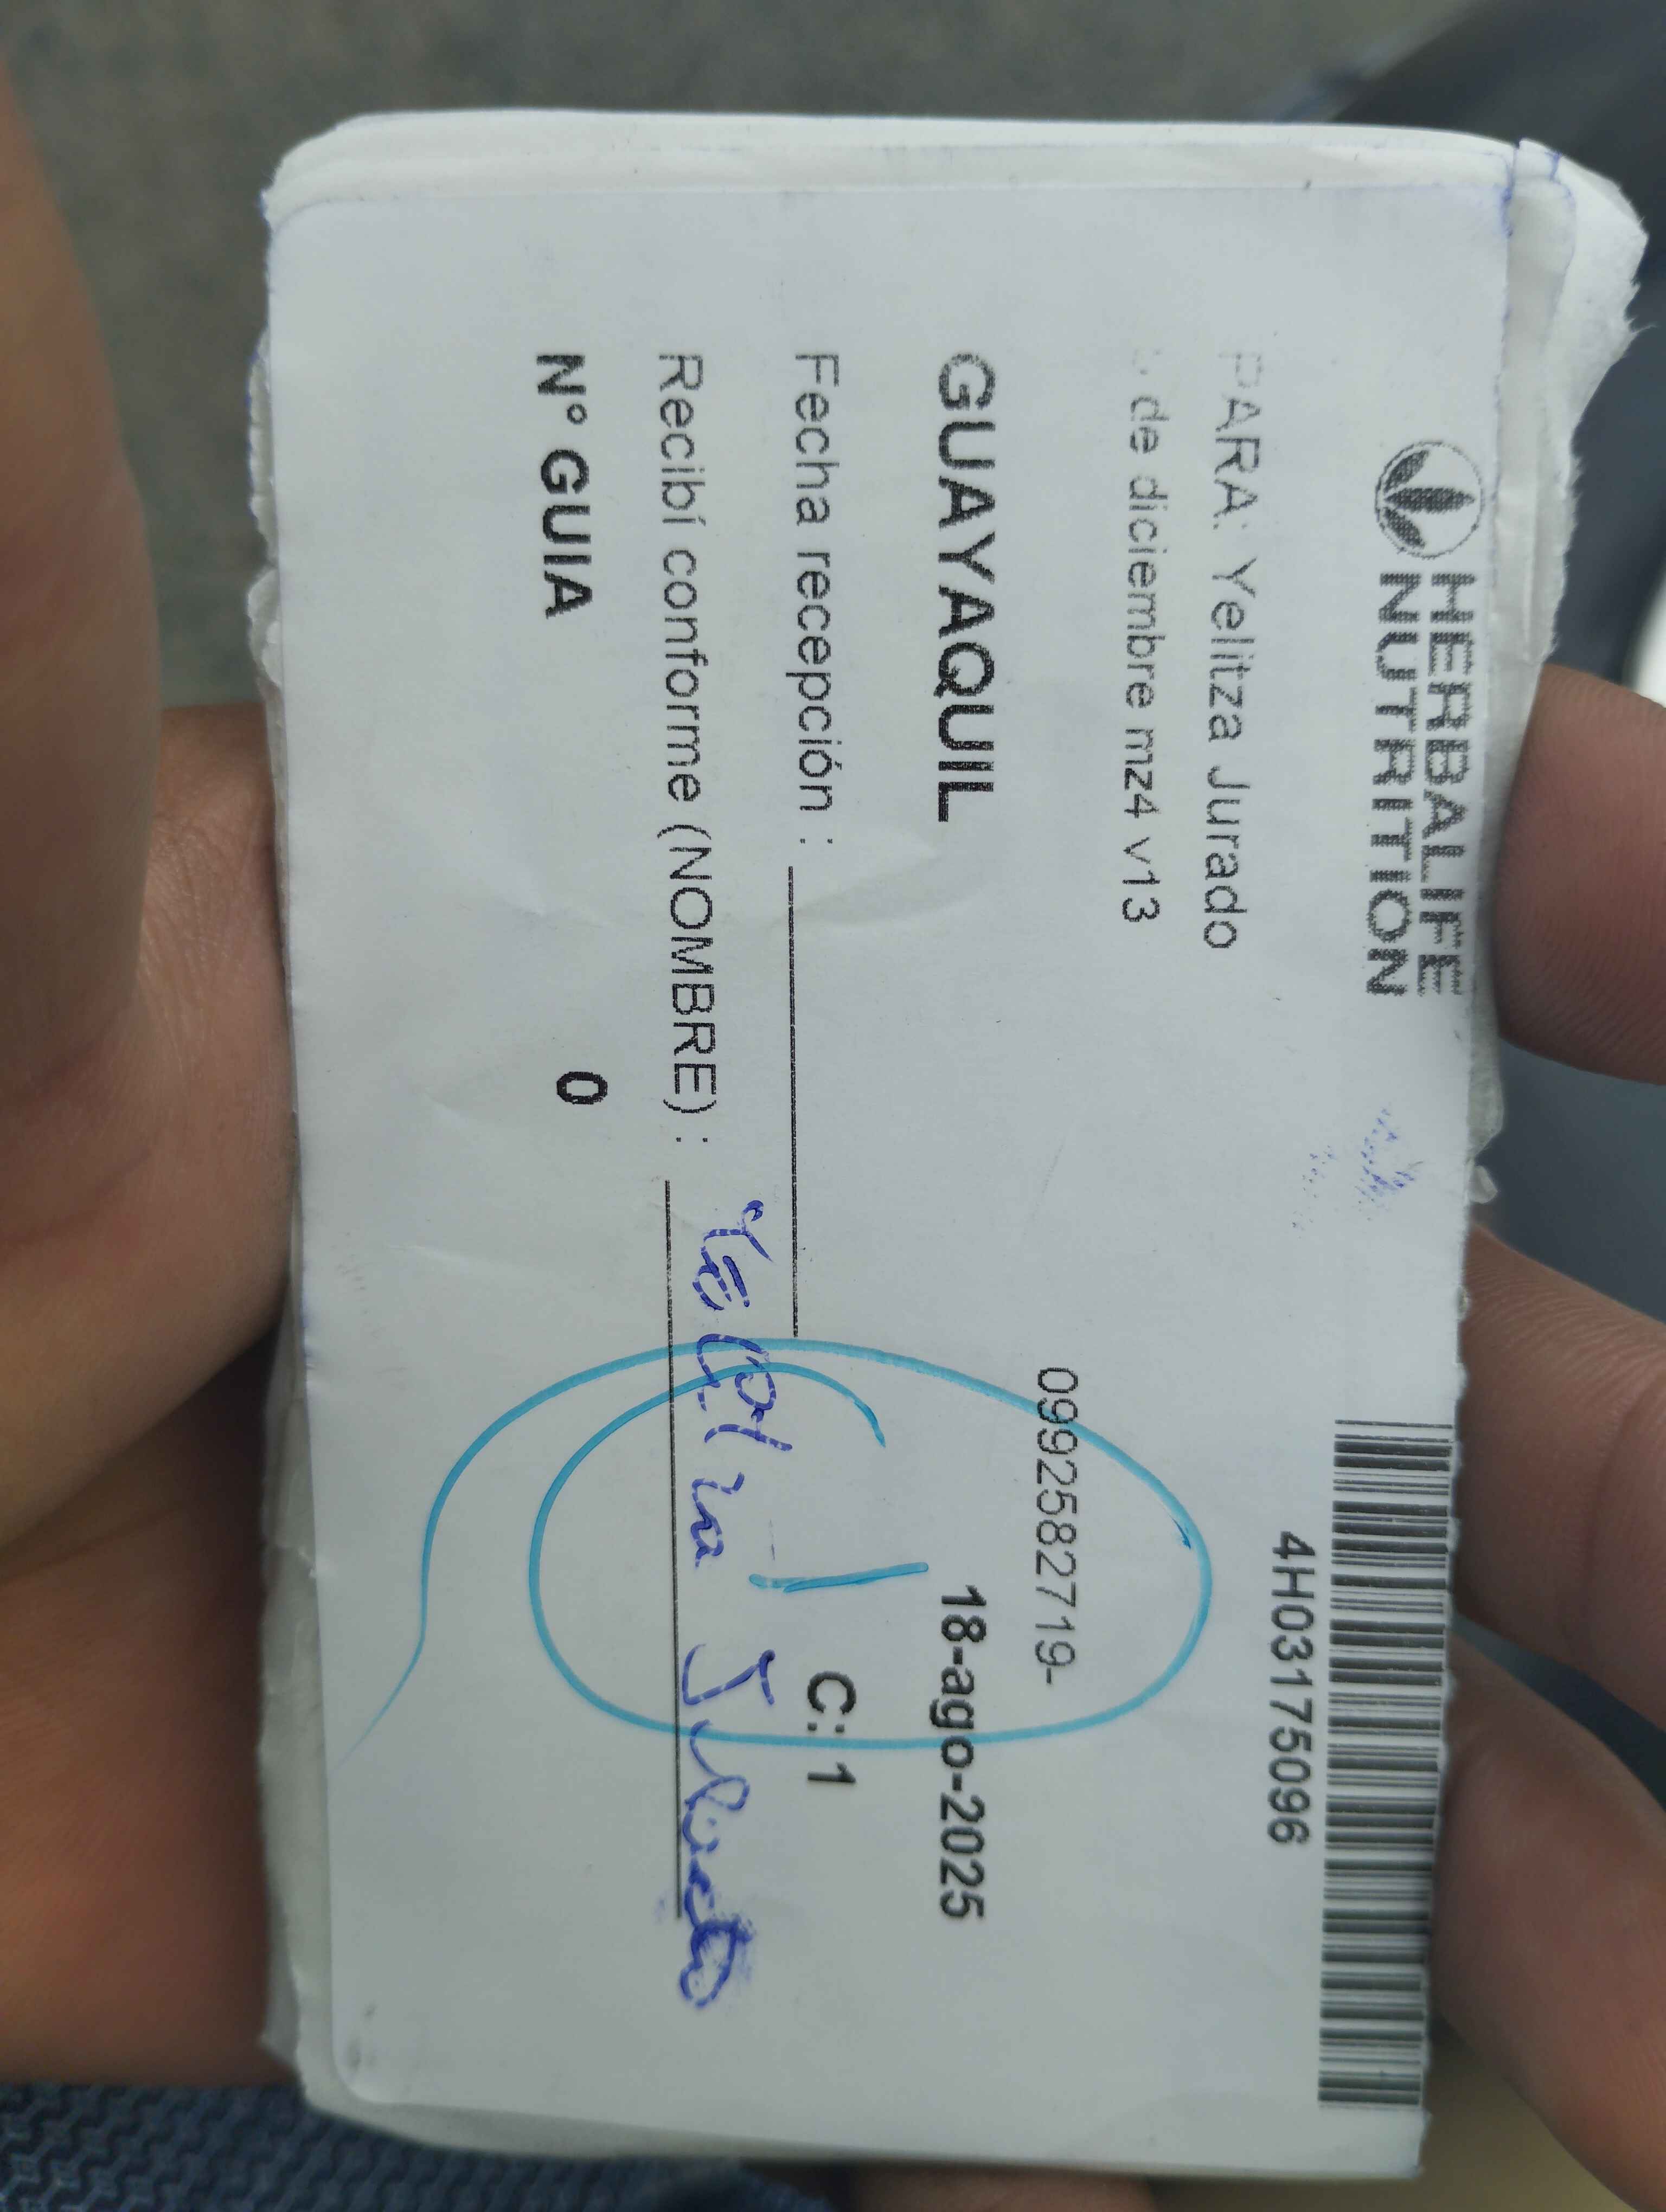 HERBALIFE
NUTRITION
4H03175096
PARA: Yelitza Jurado
de diciembre mz4 v13
0992582719-
GUAYAQUIL
18-ago-2025
Fecha recepción :
C: 1
Recibí conforme (NOMBRE) :
N° GUIA 0